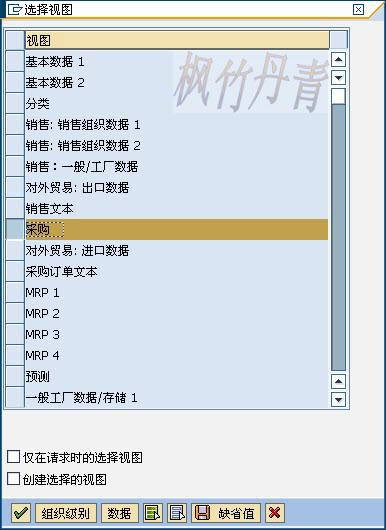 选择视图
视图
枫竹丹青
基本数据 1
基本数据 2
分类
销售: 销售组织数据 1
销售: 销售组织数据 2
销售：一般/工厂数据
对外贸易: 出口数据
销售文本
采购
对外贸易: 进口数据
采购订单文本
MRP 1
MRP 2
MRP 3
MRP 4
预测
一般工厂数据/存储 1
仅在请求时的选择视图
创建选择的视图
组织级别 数据 缺省值